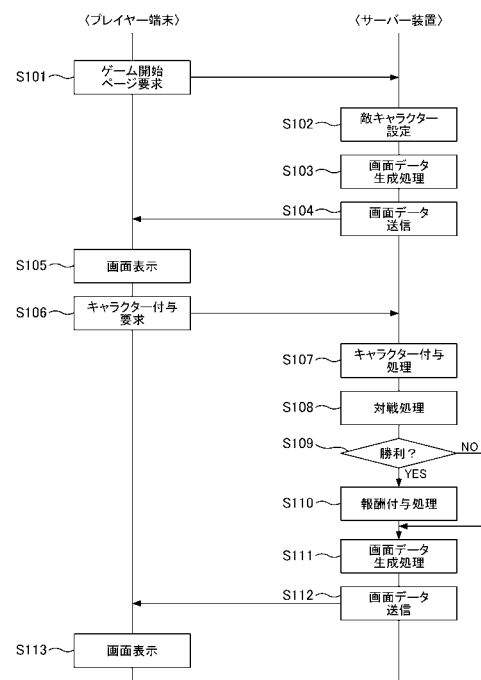 〈プレイヤー端末〉
〈サーバー装置〉
S101
ゲーム開始
ページ要求
S102
敵キャラクター
設定
S103
画面データ
生成処理
S104
画面データ
送信
S105
画面表示
S106
キャラクター付与
要求
S107
キャラクター付与
処理
S108
対戦処理
S109
勝利？
NO
YES
S110
報酬付与処理
S111
画面データ
生成処理
S112
画面データ
送信
S113
画面表示